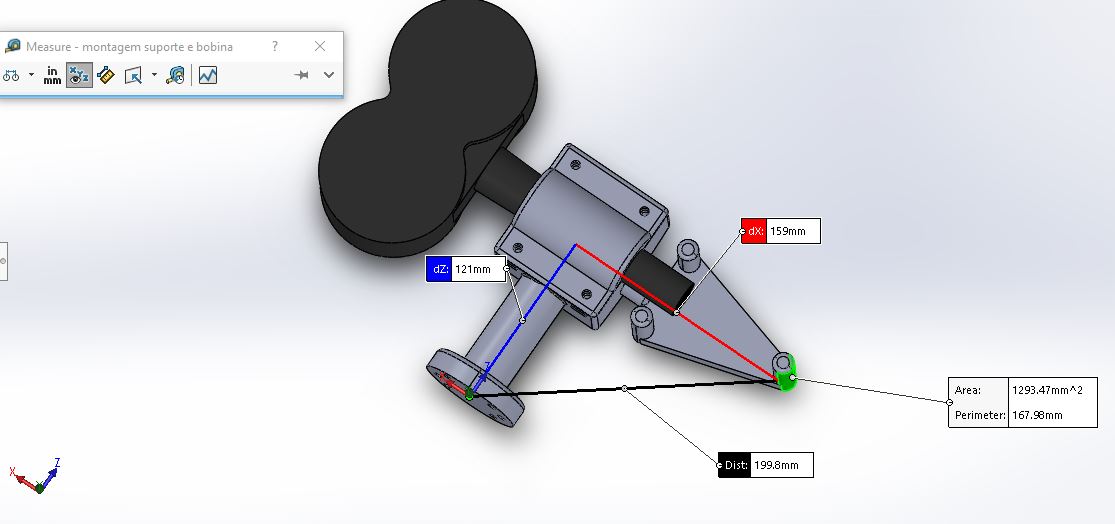 Measure - montagem suporte e bobina
?
in
mm
XYZ
dX: 159mm
dZ: 121mm
Z
Area: 1293.47mm^2
Perimeter: 167.98mm
Dist: 199.8mm
X
Z